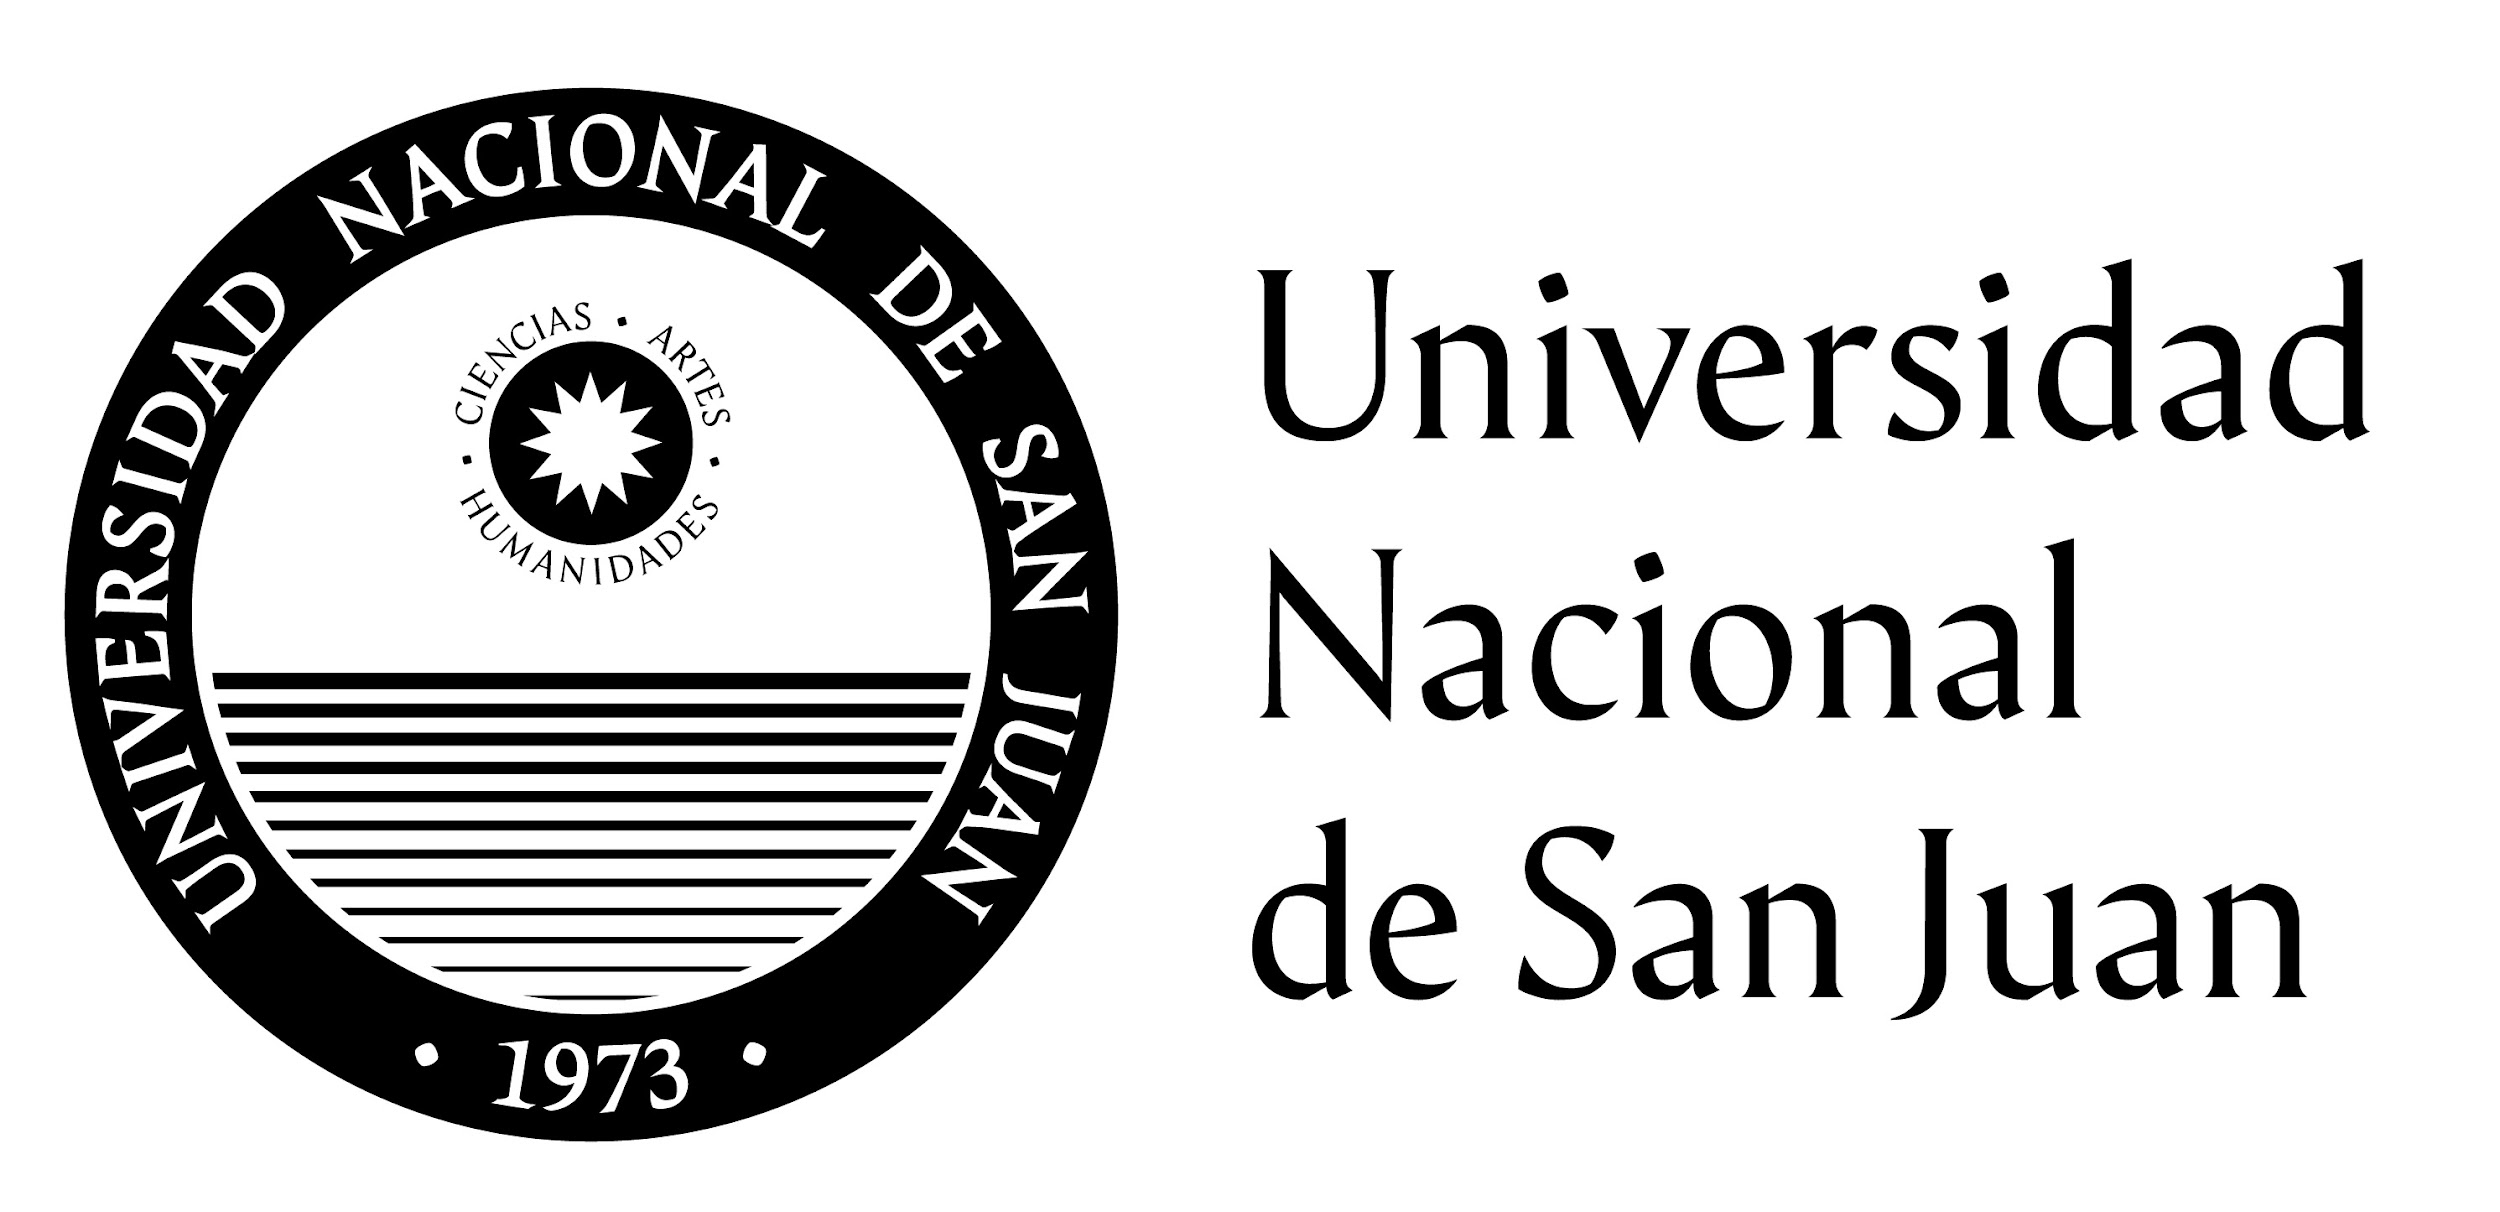 UNIVERSIDAD NACIONAL DE SAN JUAN
· CIENCIAS · ARTES · HUMANIDADES
· 1973 ·
Universidad
Nacional
de San Juan